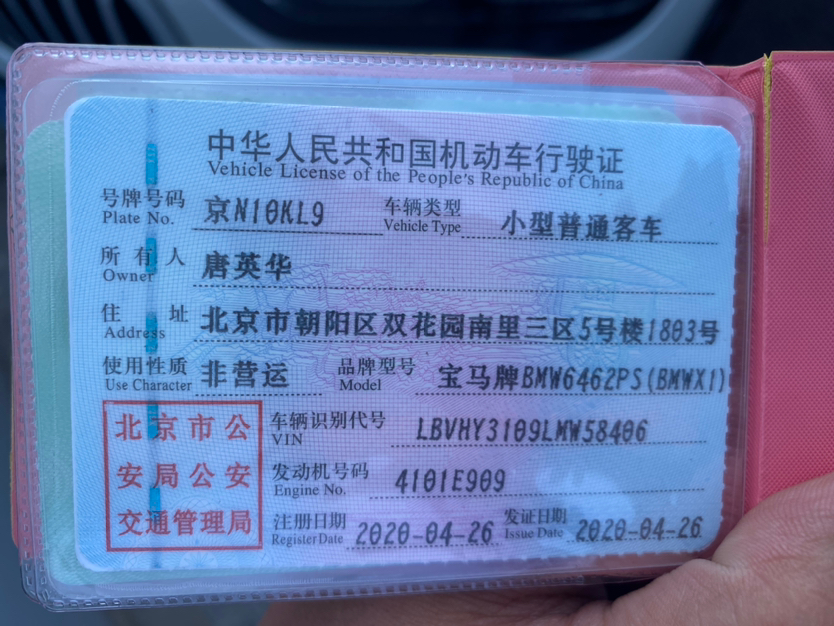 中华人民共和国机动车行驶证
Vehicle License of the People's Republic of China
号牌号码 京N10KL9 车辆类型 小型普通客车
Plate No. Vehicle Type
所有人 唐英华
Owner
住址 北京市朝阳区双花园南里三区5号楼1803号
Address
使用性质 非营运 品牌型号 宝马牌BMW6462PS(BMWX1)
Use Character Model
北京市公
安局公安
交通管理局
车辆识别代号 LBVHY3109LMW58406
VIN
发动机号码 4101E909
Engine No.
注册日期 2020-04-26 发证日期 2020-04-26
Register Date Issue Date